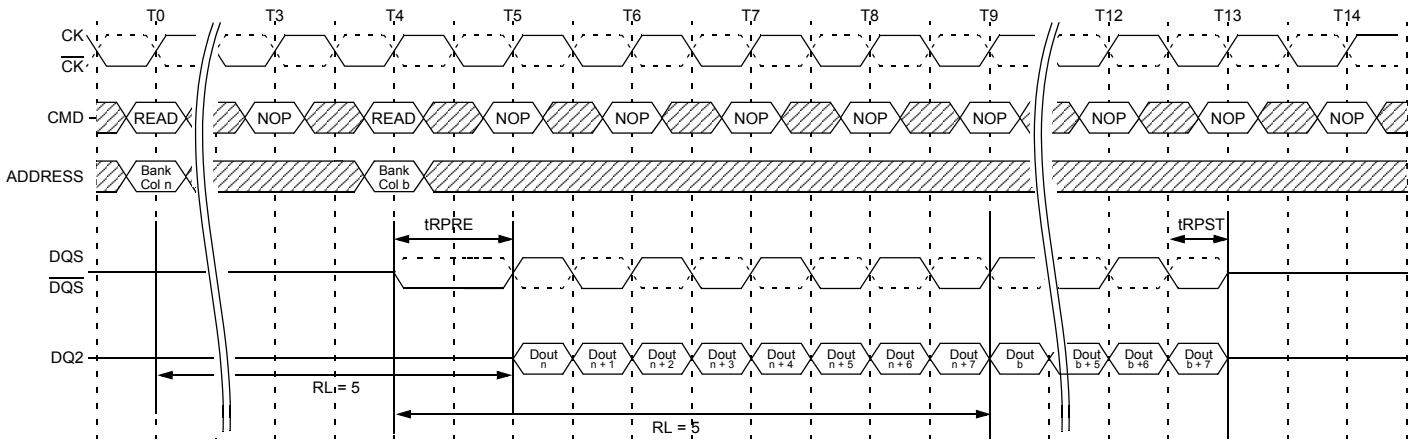 T0 T3 T4 T5 T6 T7 T8 T9 T12 T13 T14
CK
CK
CMD READ NOP READ NOP NOP NOP NOP NOP NOP NOP NOP
ADDRESS Bank Col n Bank Col b
tRPRE tRPST
DQS
DQS
DQ2 Dout n Dout n + 1 Dout n + 2 Dout n + 3 Dout n + 4 Dout n + 5 Dout n + 6 Dout n + 7 Dout b Dout b + 5 Dout b +6 Dout b + 7
RL = 5
RL = 5